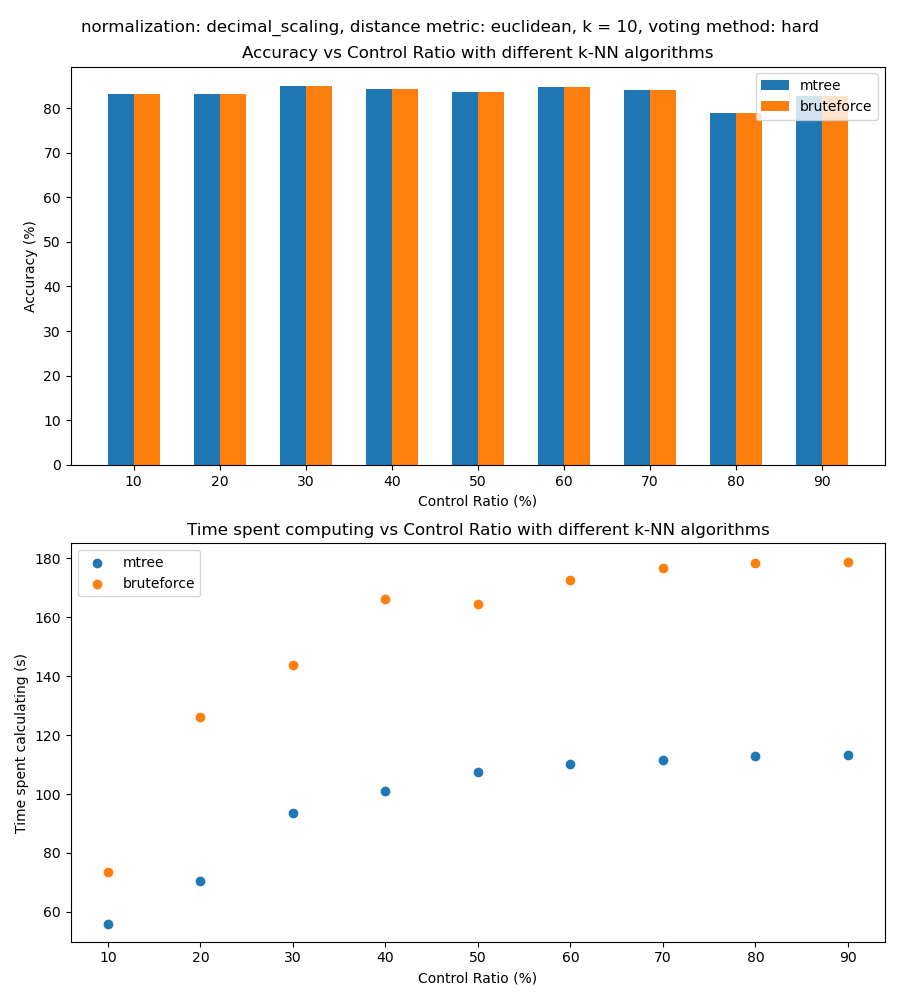 normalization: decimal_scaling, distance metric: euclidean, k = 10, voting method: hard
Accuracy vs Control Ratio with different k-NN algorithms
mtree
bruteforce
Accuracy (%)
80
70
60
50
40
30
20
10
0
10 20 30 40 50 60 70 80 90
Control Ratio (%)
Time spent computing vs Control Ratio with different k-NN algorithms
mtree
bruteforce
Time spent calculating (s)
180
160
140
120
100
80
60
10 20 30 40 50 60 70 80 90
Control Ratio (%)